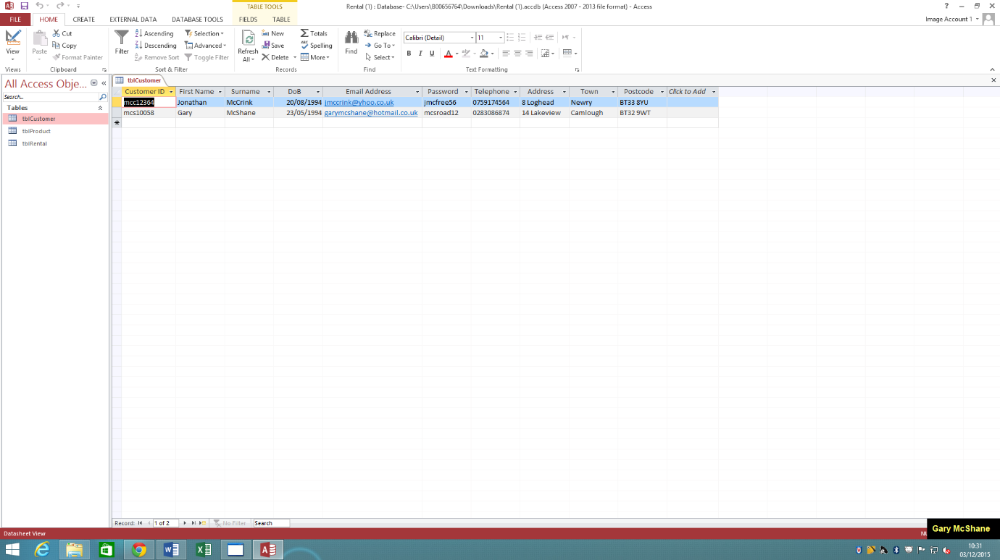 Rental (1) : Database- C:\Users\B00656764\Downloads\Rental (1).accdb (Access 2007 - 2013 file format) - Access
TABLE TOOLS
FILE HOME CREATE EXTERNAL DATA DATABASE TOOLS FIELDS TABLE
Image Account 1
View
Views
Paste
Cut
Copy
Format Painter
Clipboard
Filter
Ascending
Descending
Remove Sort
Selection
Advanced
Toggle Filter
Sort & Filter
Refresh
All
New
Save
Delete
Totals
Spelling
More
Records
Find
Replace
Go To
Select
Find
Calibri (Detail) 11
B I U A
Text Formatting
All Access Obje...
Search...
Tables
tblCustomer
tblProduct
tblRental
tblCustomer
Customer ID First Name Surname DoB Email Address Password Telephone Address Town Postcode Click to Add
mcc12364 Jonathan McCrink 20/08/1994 jmccrink@yhoo.co.uk jmcfree56 0759174564 8 Loghead Newry BT33 8YU
mcs10058 Gary McShane 23/05/1994 garymcshane@hotmail.co.uk mcsroad12 0283086874 14 Lakeview Camlough BT32 9WT
Record: 1 of 2 No Filter Search
Datasheet View
Gary McShane
10:31
03/12/2015